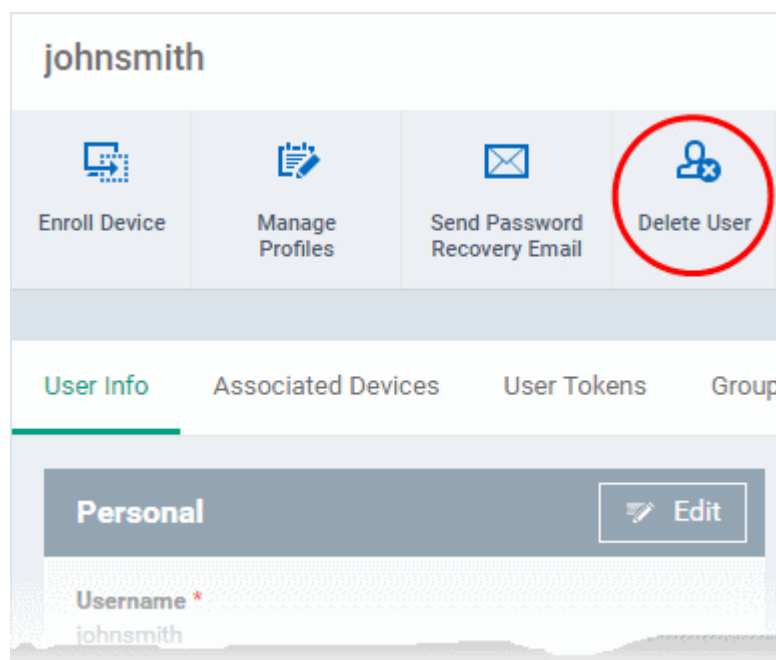 johnsmith
Enroll Device
Manage
Profiles
Send Password
Recovery Email
Delete User
User Info Associated Devices User Tokens Group
Personal Edit
Username *
johnsmith